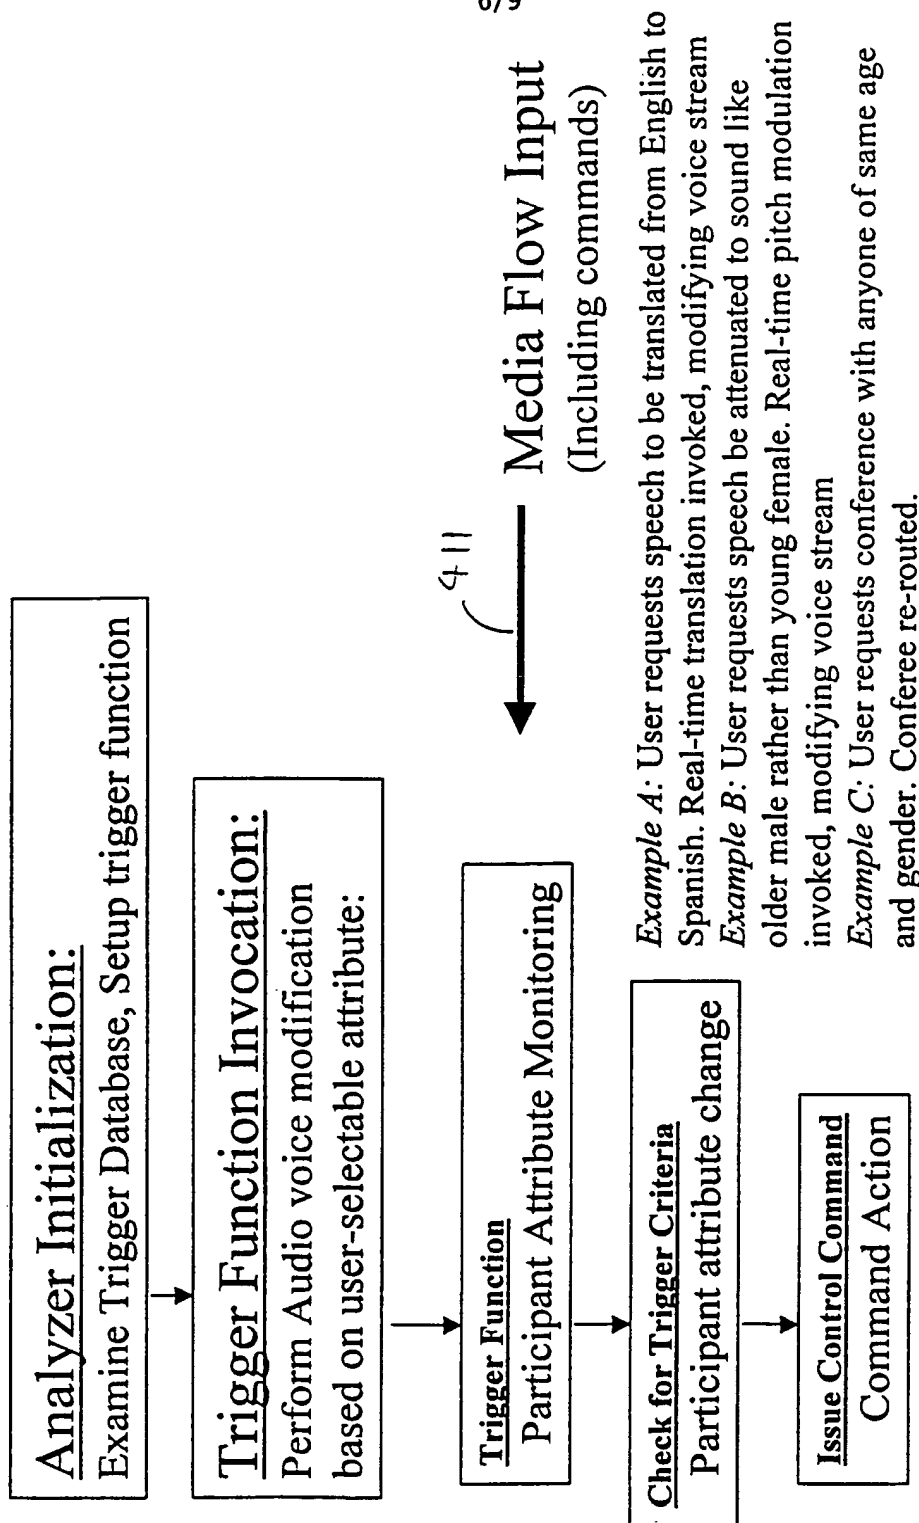 6/9
Analyzer Initialization:
Examine Trigger Database, Setup trigger function
Trigger Function Invocation:
Perform Audio voice modification
based on user-selectable attribute:
Trigger Function
Participant Attribute Monitoring
411
Media Flow Input
(Including commands)
Check for Trigger Criteria
Participant attribute change
Issue Control Command
Command Action
Example A: User requests speech to be translated from English to
Spanish. Real-time translation invoked, modifying voice stream
Example B: User requests speech be attenuated to sound like
older male rather than young female. Real-time pitch modulation
invoked, modifying voice stream
Example C: User requests conference with anyone of same age
and gender. Conferee re-routed.